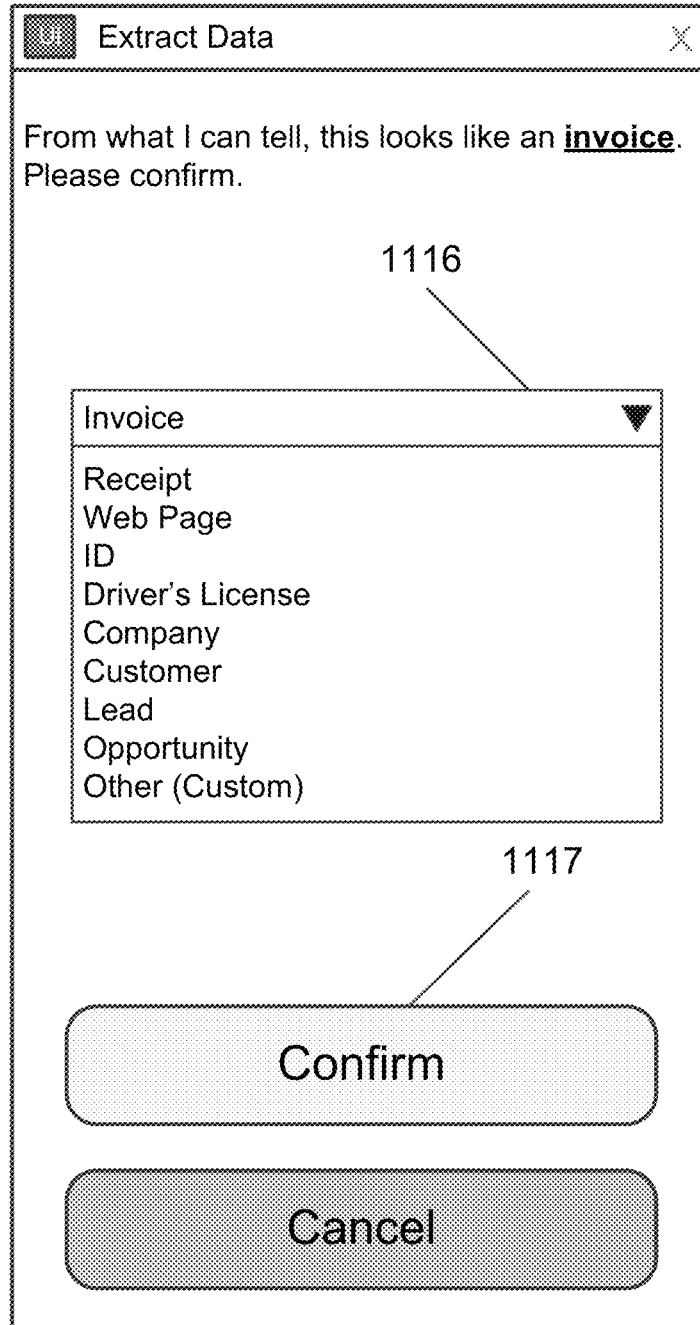 Ui Extract Data X
From what I can tell, this looks like an invoice.
Please confirm.
1116
Invoice
Receipt
Web Page
ID
Driver’s License
Company
Customer
Lead
Opportunity
Other (Custom)
1117
Confirm
Cancel